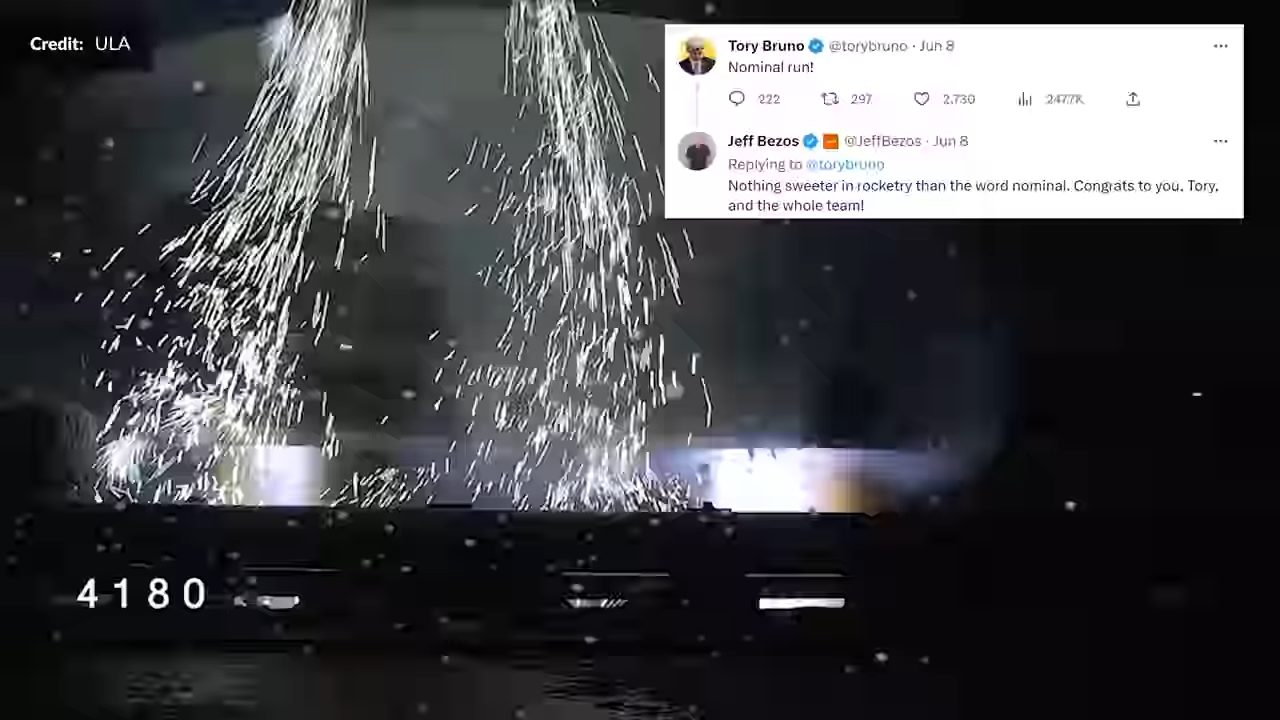 Credit: ULA
Tory Bruno @torybruno · Jun 8
Nominal run!
222 297 2,730 247.7K
Jeff Bezos @JeffBezos · Jun 8
Replying to @torybruno
Nothing sweeter in rocketry than the word nominal. Congrats to you, Tory,
and the whole team!
4180